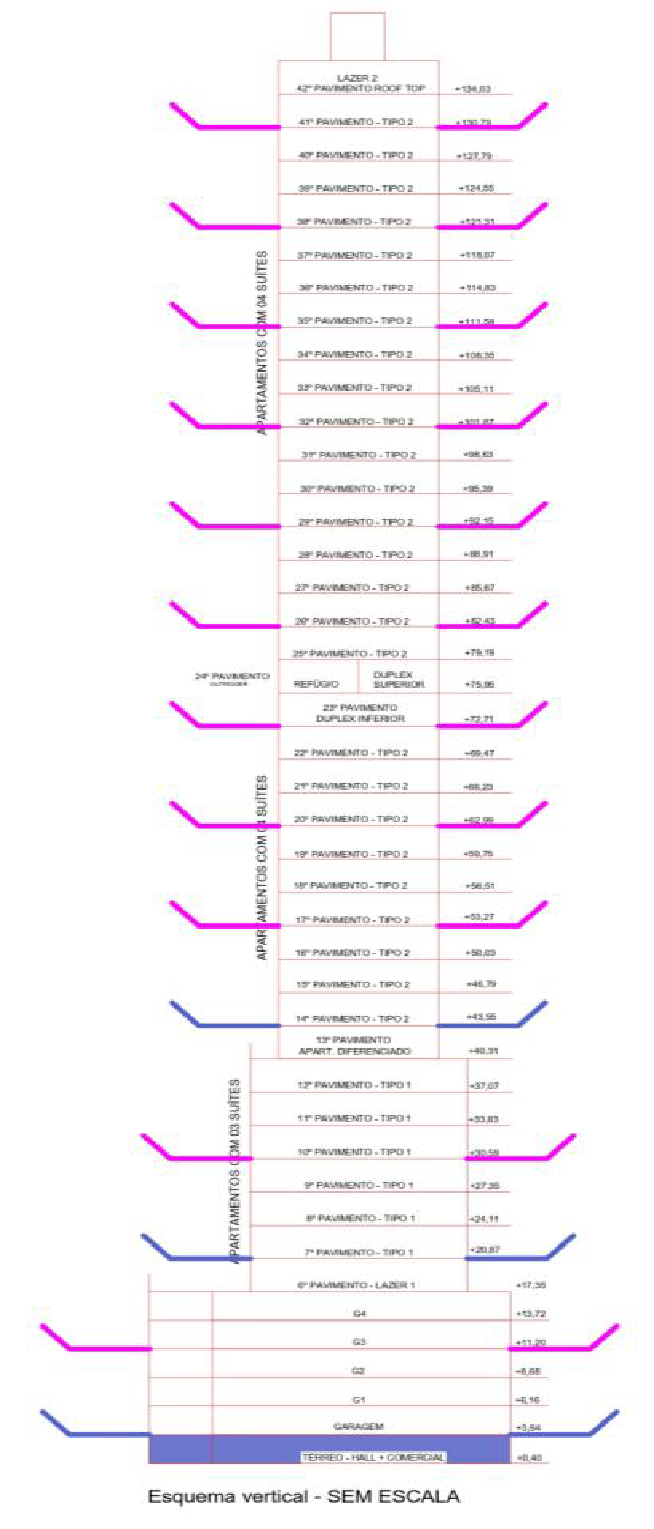 LAZER 2
42º PAVIMENTO ROOF TOP +134,03
41º PAVIMENTO - TIPO 2
40º PAVIMENTO - TIPO 2 +127,79
39º PAVIMENTO - TIPO 2 +124,55
38º PAVIMENTO - TIPO 2 +121,31
37º PAVIMENTO - TIPO 2 +118,07
36º PAVIMENTO - TIPO 2 +114,83
35º PAVIMENTO - TIPO 2 +111,59
34º PAVIMENTO - TIPO 2 +108,35
33º PAVIMENTO - TIPO 2 +105,11
32º PAVIMENTO - TIPO 2 +101,87
31º PAVIMENTO - TIPO 2 +98,63
30º PAVIMENTO - TIPO 2 +95,39
29º PAVIMENTO - TIPO 2 +92,15
28º PAVIMENTO - TIPO 2 +88,91
27º PAVIMENTO - TIPO 2 +85,67
26º PAVIMENTO - TIPO 2 +82,43
APARTAMENTOS COM 04 SUÍTES
25º PAVIMENTO - TIPO 2 +79,19
24º PAVIMENTO
OUTRIGGER
REFÚGIO
DUPLEX
SUPERIOR +75,95
23º PAVIMENTO
DUPLEX INFERIOR +72,71
22º PAVIMENTO - TIPO 2 +69,47
21º PAVIMENTO - TIPO 2 +66,23
20º PAVIMENTO - TIPO 2 +62,99
19º PAVIMENTO - TIPO 2 +59,75
18º PAVIMENTO - TIPO 2 +56,51
17º PAVIMENTO - TIPO 2 +53,27
16º PAVIMENTO - TIPO 2 +50,03
15º PAVIMENTO - TIPO 2 +46,79
14º PAVIMENTO - TIPO 2 +43,55
APARTAMENTOS COM 04 SUÍTES
13º PAVIMENTO
APART. DIFERENCIADO +40,31
12º PAVIMENTO - TIPO 1 +37,07
11º PAVIMENTO - TIPO 1 +33,83
10º PAVIMENTO - TIPO 1 +30,59
9º PAVIMENTO - TIPO 1 +27,35
8º PAVIMENTO - TIPO 1 +24,11
7º PAVIMENTO - TIPO 1 +20,87
APARTAMENTOS COM 03 SUÍTES
6º PAVIMENTO - LAZER 1 +17,35
G4 +13,72
G3 +11,20
G2 +8,68
G1 +6,16
GARAGEM +3,54
TERREO - HALL + COMERCIAL +0,40
Esquema vertical - SEM ESCALA